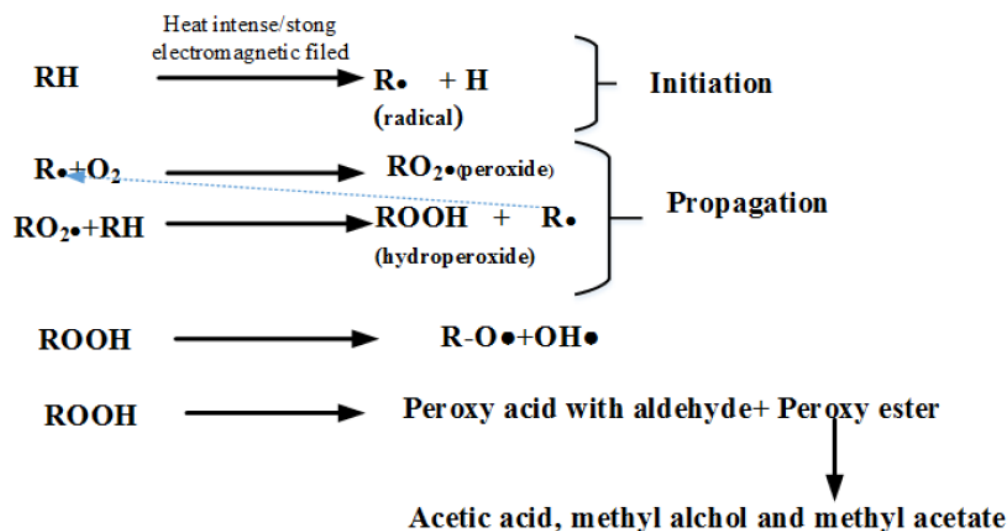 Heat intense/stong
electromagnetic filed
RH R• + H Initiation
(radical)
R•+O₂ RO₂•(peroxide)
Propagation
RO₂•+RH ROOH + R•
(hydroperoxide)
ROOH R-O•+OH•
ROOH Peroxy acid with aldehyde+ Peroxy ester
Acetic acid, methyl alchol and methyl acetate